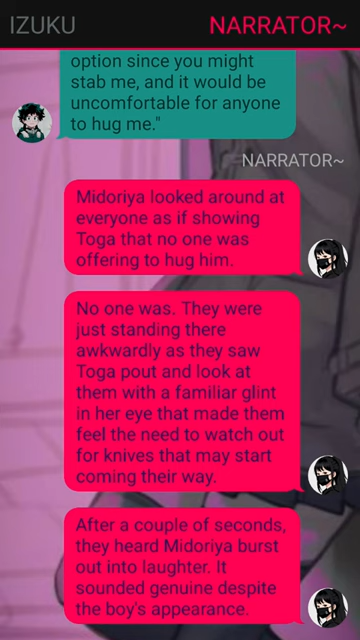 IZUKU
NARRATOR~
option since you might
stab me, and it would be
uncomfortable for anyone
to hug me."
NARRATOR~
Midoriya looked around at
everyone as if showing
Toga that no one was
offering to hug him.
No one was. They were
just standing there
awkwardly as they saw
Toga pout and look at
them with a familiar glint
in her eye that made them
feel the need to watch out
for knives that may start
coming their way.
After a couple of seconds,
they heard Midoriya burst
out into laughter. It
sounded genuine despite
the boy's appearance.